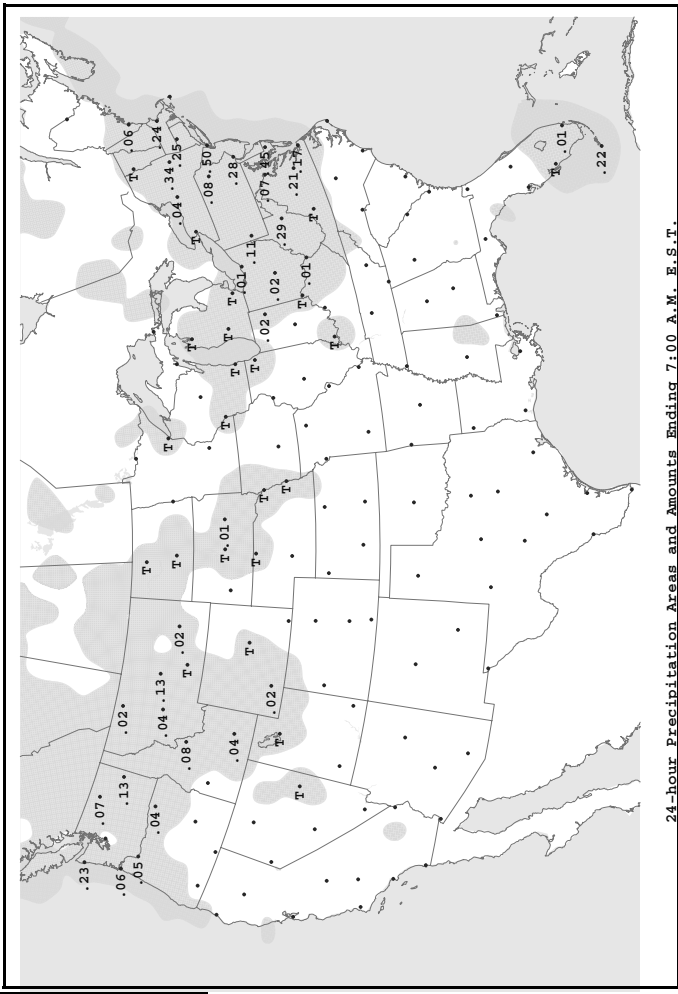 .23
.07
.06
.02
.13
.06
T
.05
T
.04
.24
.13
.04
T
.34
.25
.04
T
.02
.08
T
T
T
.50
.08
T
.01
T
T
T
.28
.04
T
.01
T
.11
T
T
T
.02
.07
.45
.02
.02
T
.29
T
.21
.17
T
T
.01
T
T
T
.01
.22
24-hour Precipitation Areas and Amounts Ending 7:00 A.M. E.S.T.